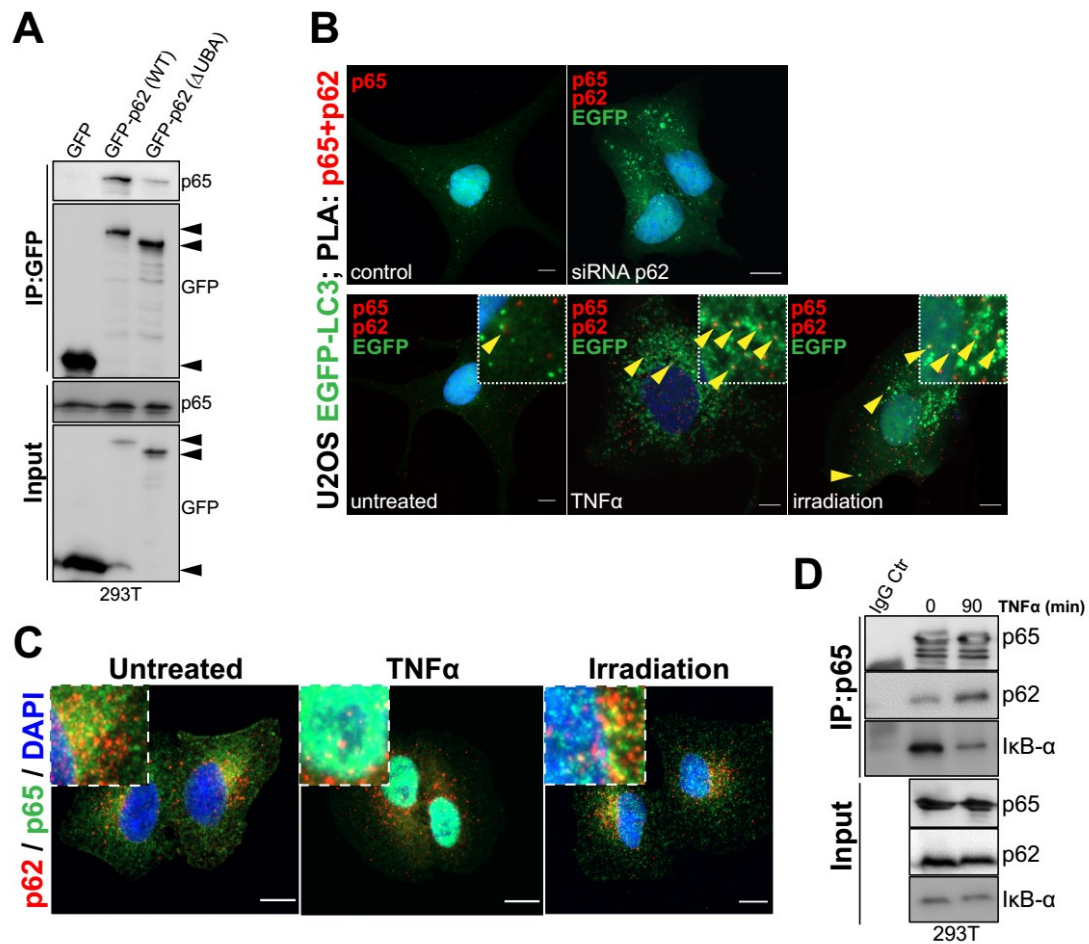 A
GFP
GFP-p62 (WT)
GFP-p62 (ΔUBA)
IP:GFP
p65
GFP
Input
p65
GFP
293T
B
U2OS EGFP-LC3; PLA: p65+p62
p65
control
p65
p62
EGFP
siRNA p62
p65
p62
EGFP
untreated
p65
p62
EGFP
TNFα
p65
p62
EGFP
irradiation
C
Untreated
TNFα
Irradiation
p62 / p65 / DAPI
D
IgG Ctr
0 90 TNFα (min)
IP:p65
p65
p62
IκB-α
Input
p65
p62
IκB-α
293T